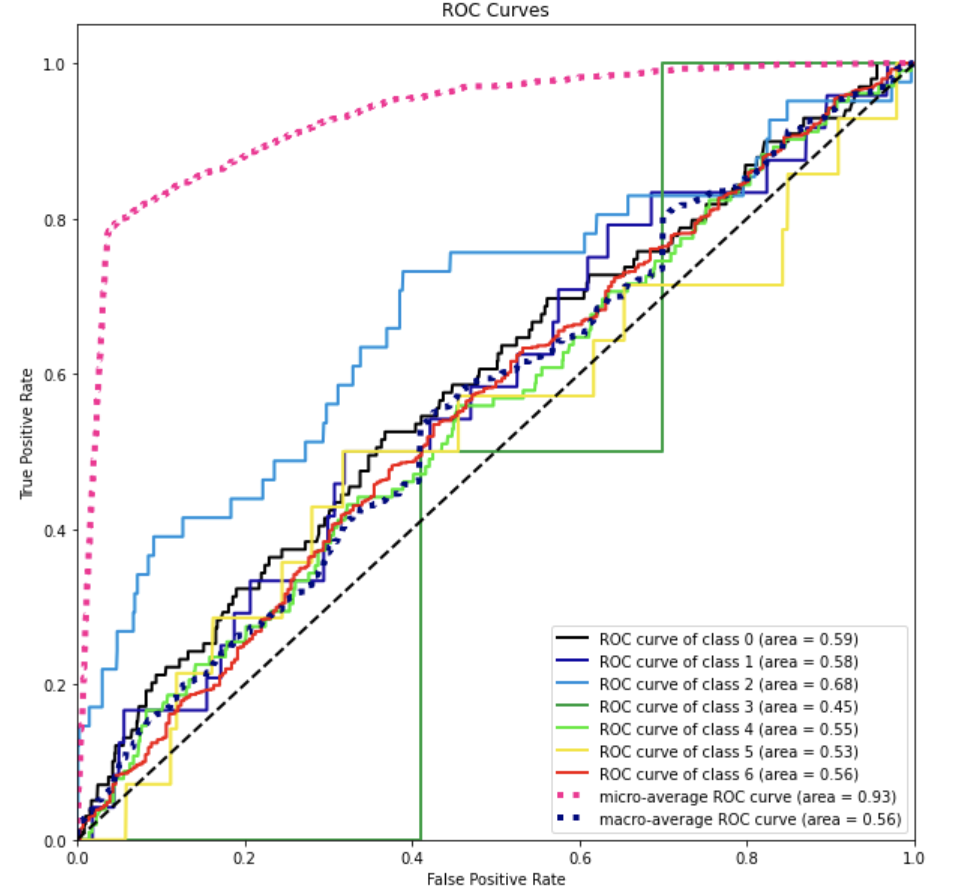 ROC Curves
1.0
0.8
0.6
0.4
0.2
0.0
True Positive Rate
0.0 0.2 0.4 0.6 0.8 1.0
False Positive Rate
ROC curve of class 0 (area = 0.59)
ROC curve of class 1 (area = 0.58)
ROC curve of class 2 (area = 0.68)
ROC curve of class 3 (area = 0.45)
ROC curve of class 4 (area = 0.55)
ROC curve of class 5 (area = 0.53)
ROC curve of class 6 (area = 0.56)
micro-average ROC curve (area = 0.93)
macro-average ROC curve (area = 0.56)